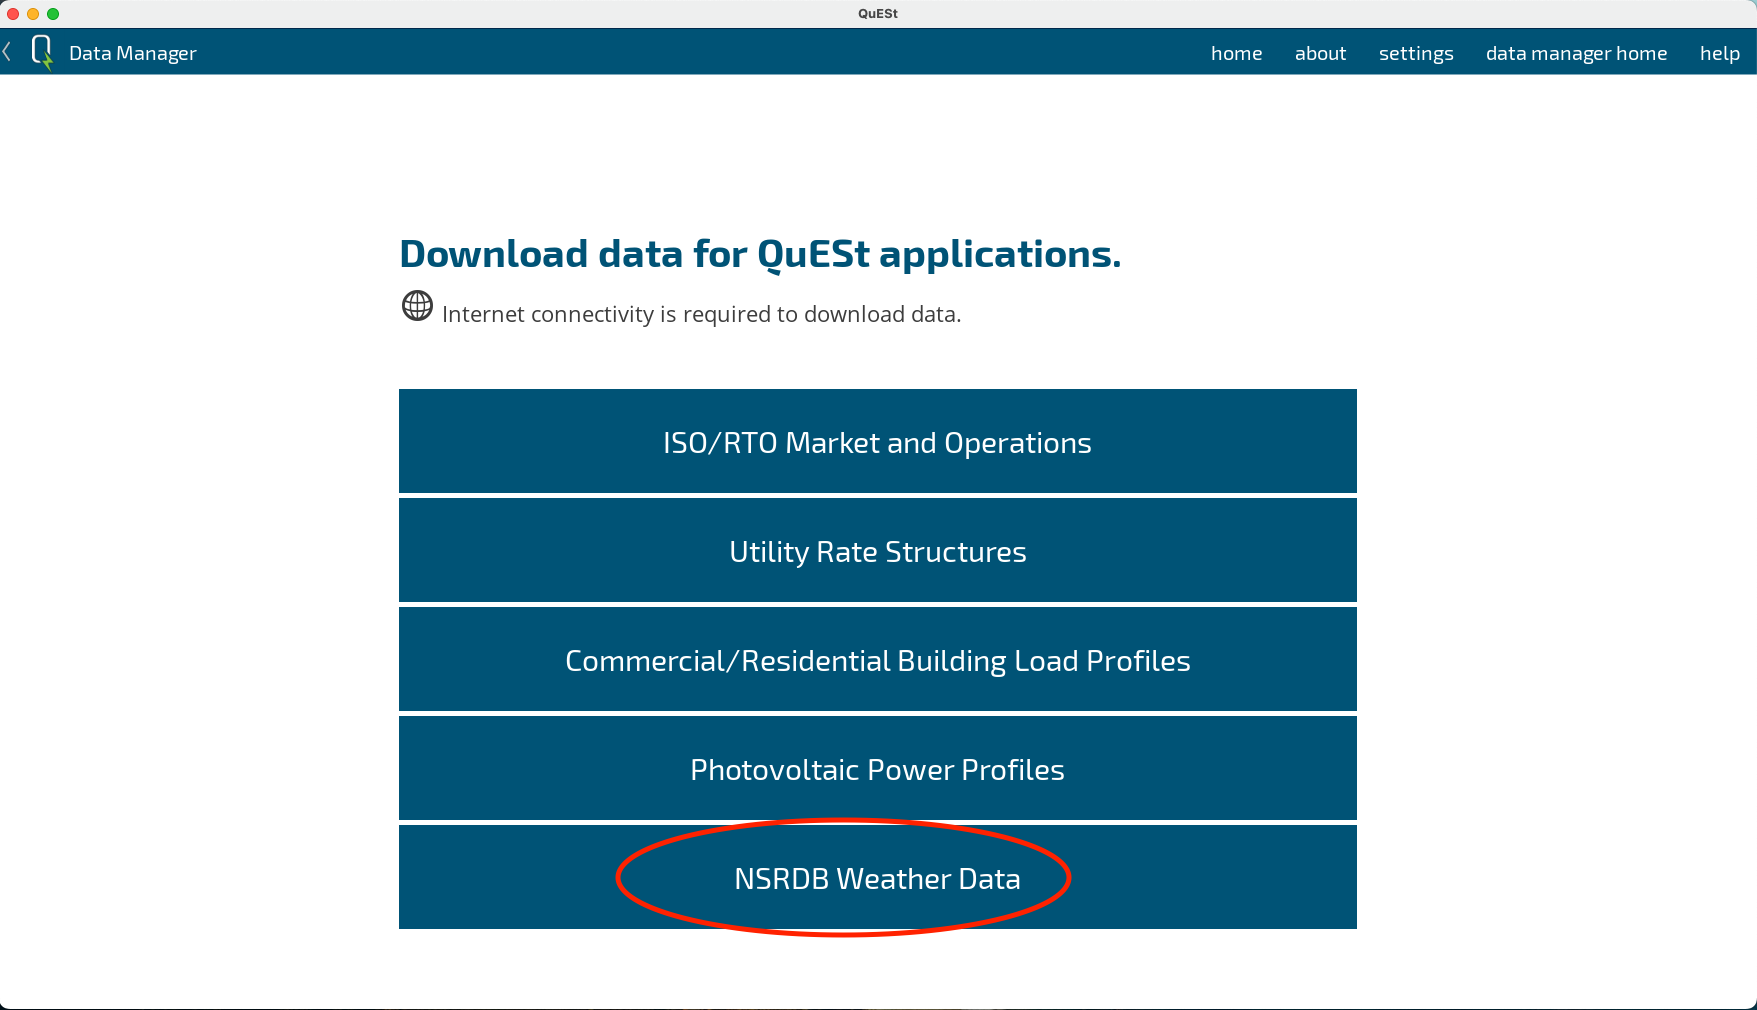 QuESt
Data Manager
home about settings data manager home help
Download data for QuESt applications.
Internet connectivity is required to download data.
ISO/RTO Market and Operations
Utility Rate Structures
Commercial/Residential Building Load Profiles
Photovoltaic Power Profiles
NSRDB Weather Data